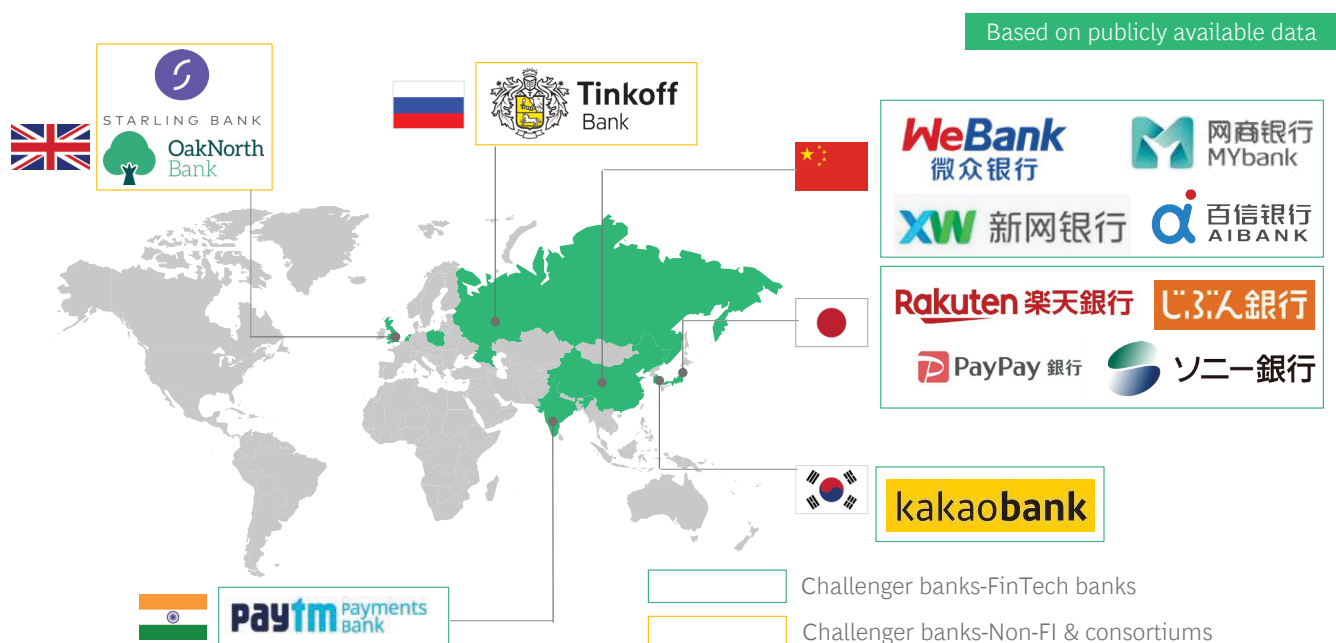 Based on publicly available data
STARLING BANK
OakNorth
Bank
Tinkoff
Bank
WeBank
微众银行
网商银行
MYbank
XW 新网银行
百信银行
AIBANK
Rakuten 楽天銀行
じぶん銀行
PayPay 銀行
ソニー銀行
kakaobank
paytm Payments
Bank
Challenger banks-FinTech banks
Challenger banks-Non-FI & consortiums